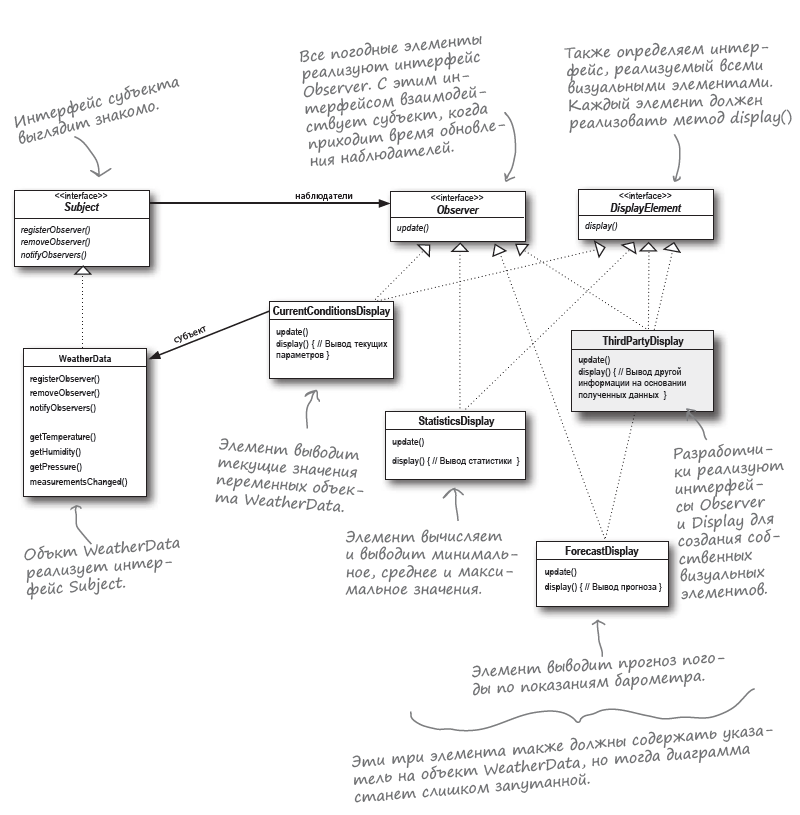 Интерфейс субъекта
выглядит знакомо.
Все погодные элементы
реализуют интерфейс
Observer. С этим ин-
терфейсом взаимодей-
ствует субъект, когда
приходит время обновле-
ния наблюдателей.
Также определяем интер-
фейс, реализуемый всеми
визуальными элементами.
Каждый элемент должен
реализовать метод display()
<<interface>>
Subject
registerObserver()
removeObserver()
notifyObservers()
наблюдатели
<<interface>>
Observer
update()
<<interface>>
DisplayElement
display()
субъект
WeatherData
registerObserver()
removeObserver()
notifyObservers()
getTemperature()
getHumidity()
getPressure()
measurementsChanged()
CurrentConditionsDisplay
update()
display() { // Вывод текущих
параметров }
StatisticsDisplay
update()
display() { // Вывод статистики }
ThirdPartyDisplay
update()
display() { // Вывод другой
информации на основании
полученных данных }
ForecastDisplay
update()
display() { // Вывод прогноза }
Объкт WeatherData
реализует интер-
фейс Subject.
Элемент выводит
текущие значения
переменных объек-
та WeatherData.
Элемент вычисляет
и выводит минималь-
ное, среднее и макси-
мальное значения.
Разработчи-
ки реализуют
интерфей-
сы Observer
и Display для
создания соб-
ственных
визуальных
элементов.
Элемент выводит прогноз пого-
ды по показаниям барометра.
Эти три элемента также должны содержать указа-
тель на объект WeatherData, но тогда диаграмма
станет слишком запутанной.